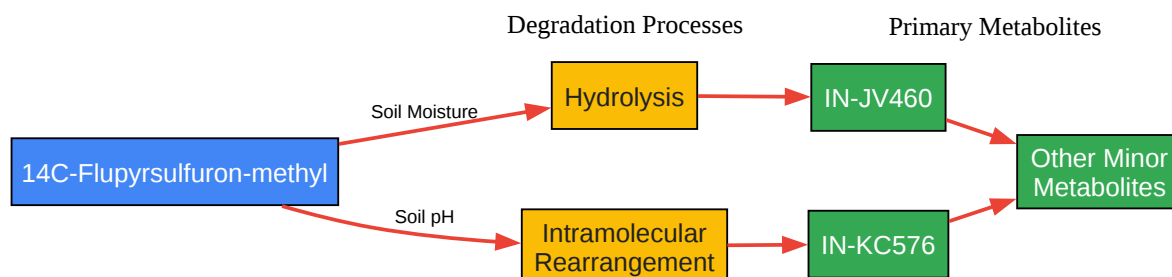 Degradation Processes
Primary Metabolites
Soil Moisture
Hydrolysis
IN-JV460
14C-Flupyrsulfuron-methyl
Other Minor
Metabolites
Soil pH
Intramolecular
Rearrangement
IN-KC576